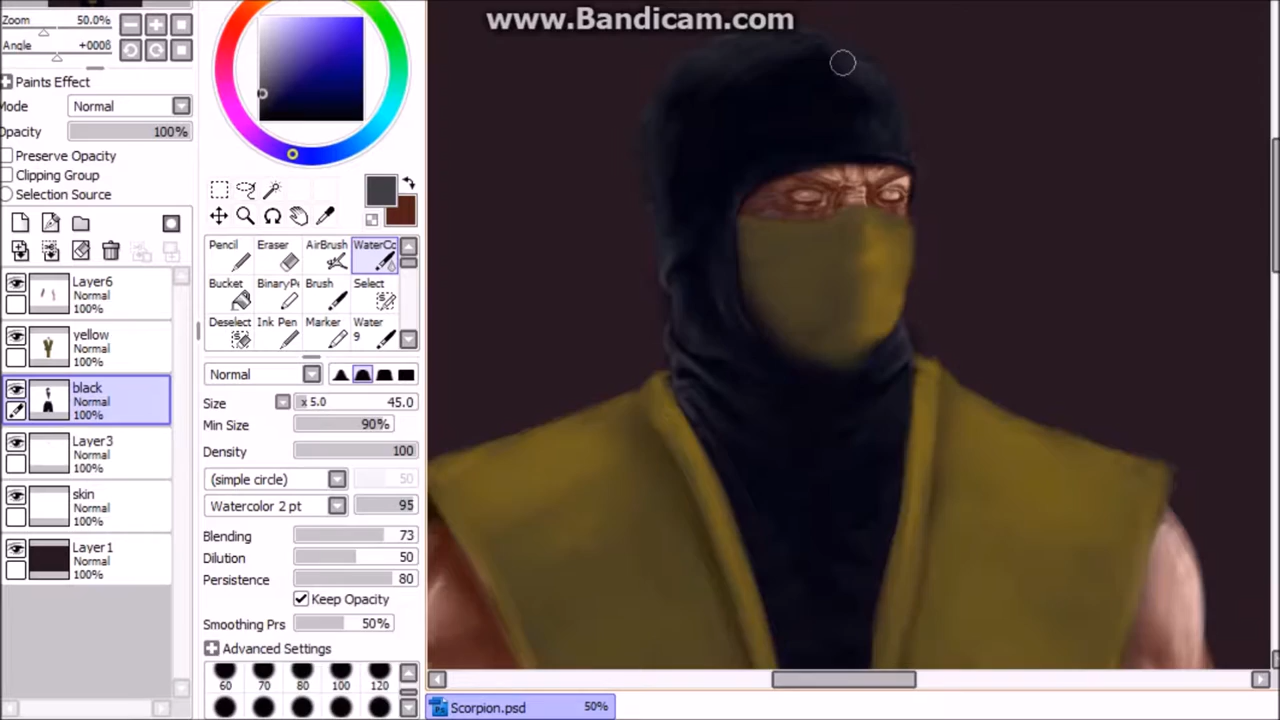 www.Bandicam.com
Zoom 50.0%
Angle +0008
Paints Effect
Mode Normal
Opacity 100%
Preserve Opacity
Clipping Group
Selection Source
Layer6
Normal
100%
yellow
Normal
100%
black
Normal
100%
Layer3
Normal
100%
skin
Normal
100%
Layer1
Normal
100%
Pencil Eraser AirBrush WaterCo
Bucket BinaryPe Brush Select
Deselect Ink Pen Marker Water
9
Normal
Size x 5.0 45.0
Min Size 90%
Density 100
(simple circle) 50
Watercolor 2 pt 95
Blending 73
Dilution 50
Persistence 80
Keep Opacity
Smoothing Prs 50%
Advanced Settings
60 70 80 100 120
Scorpion.psd 50%